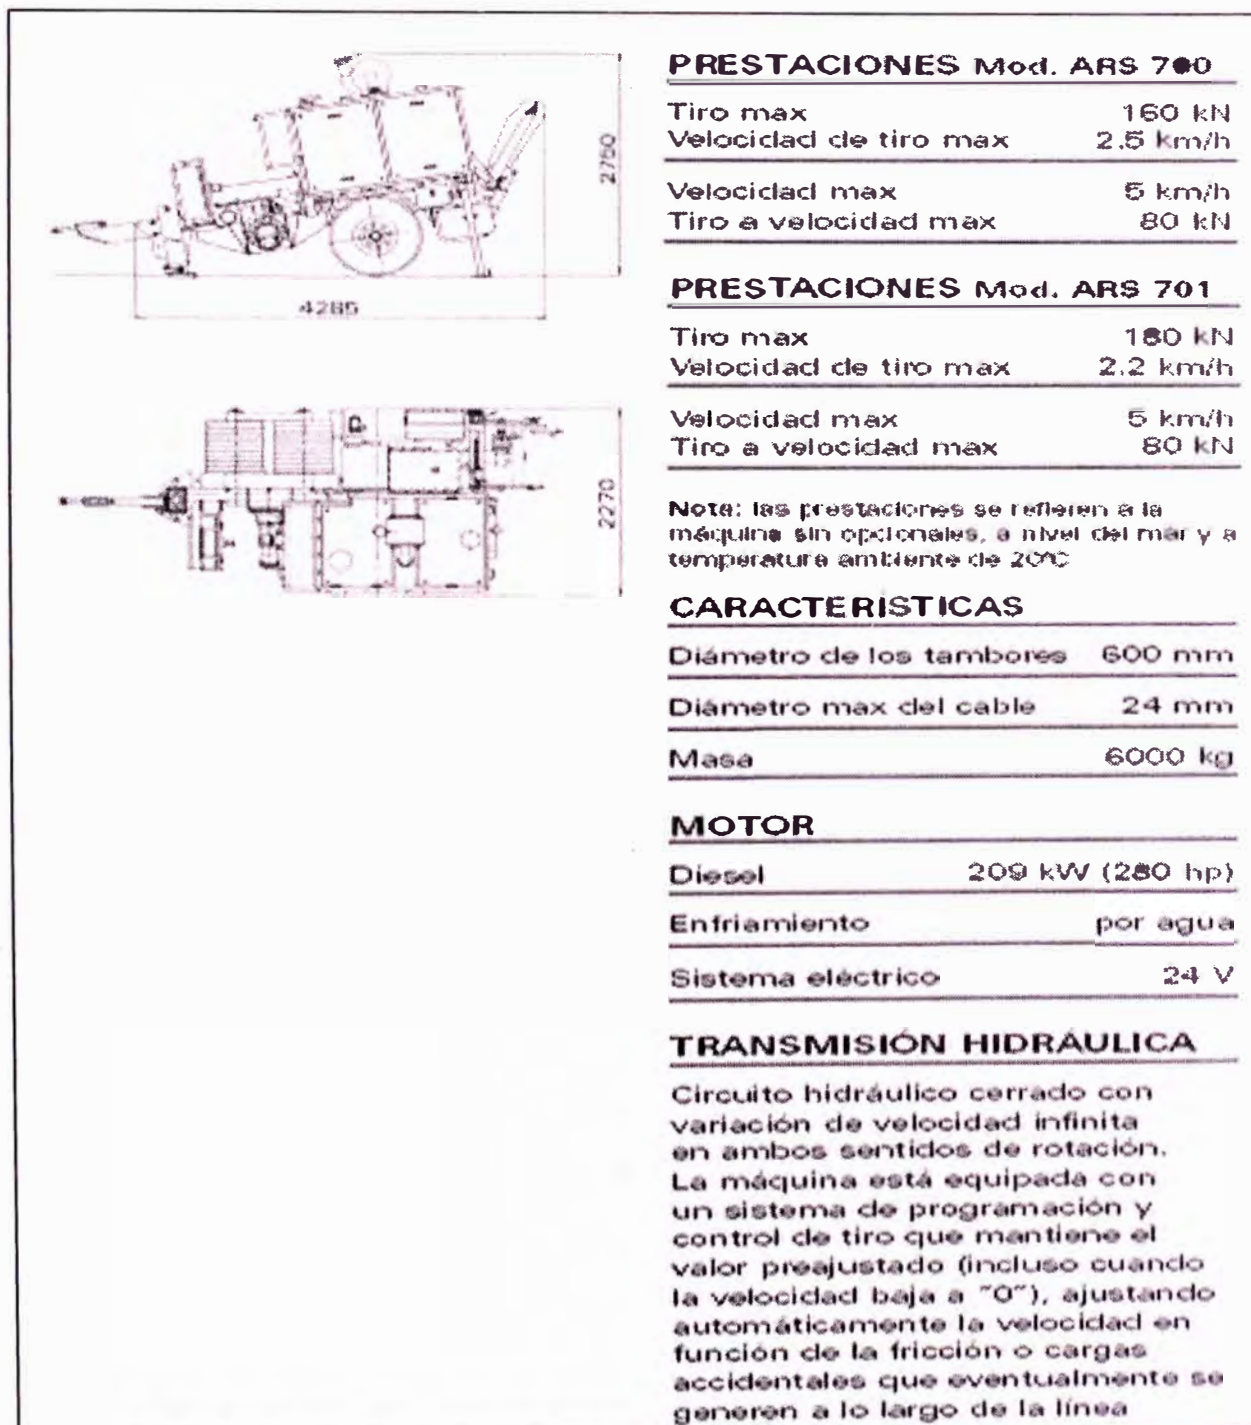 2760
4285
2270
PRESTACIONES Mod. ARS 700
Tiro max 160 kN
Velocidad de tiro max 2.5 km/h
Velocidad max 5 km/h
Tiro a velocidad max 80 kN
PRESTACIONES Mod. ARS 701
Tiro max 180 kN
Velocidad de tiro max 2.2 km/h
Velocidad max 5 km/h
Tiro a velocidad max 80 kN
Nota: las prestaciones se refieren a la
máquina sin opcionales, a nivel del mar y a
temperatura ambiente de 20°C
CARACTERISTICAS
Diámetro de los tambores 600 mm
Diámetro max del cable 24 mm
Masa 6000 kg
MOTOR
Diesel 209 kW (280 hp)
Enfriamiento por agua
Sistema eléctrico 24 V
TRANSMISIÓN HIDRÁULICA
Circuito hidráulico cerrado con
variación de velocidad infinita
en ambos sentidos de rotación.
La máquina está equipada con
un sistema de programación y
control de tiro que mantiene el
valor preajustado (incluso cuando
la velocidad baja a "0"), ajustando
automáticamente la velocidad en
función de la fricción o cargas
accidentales que eventualmente se
generen a lo largo de la línea